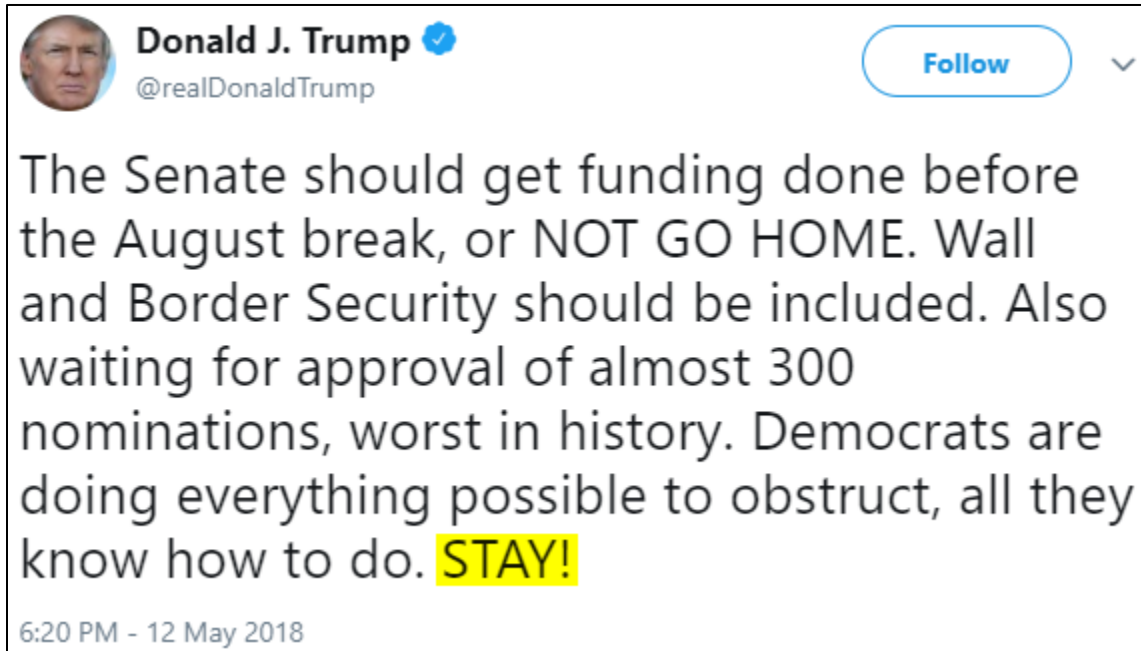 Donald J. Trump
@realDonaldTrump
Follow
The Senate should get funding done before
the August break, or NOT GO HOME. Wall
and Border Security should be included. Also
waiting for approval of almost 300
nominations, worst in history. Democrats are
doing everything possible to obstruct, all they
know how to do. STAY!
6:20 PM - 12 May 2018